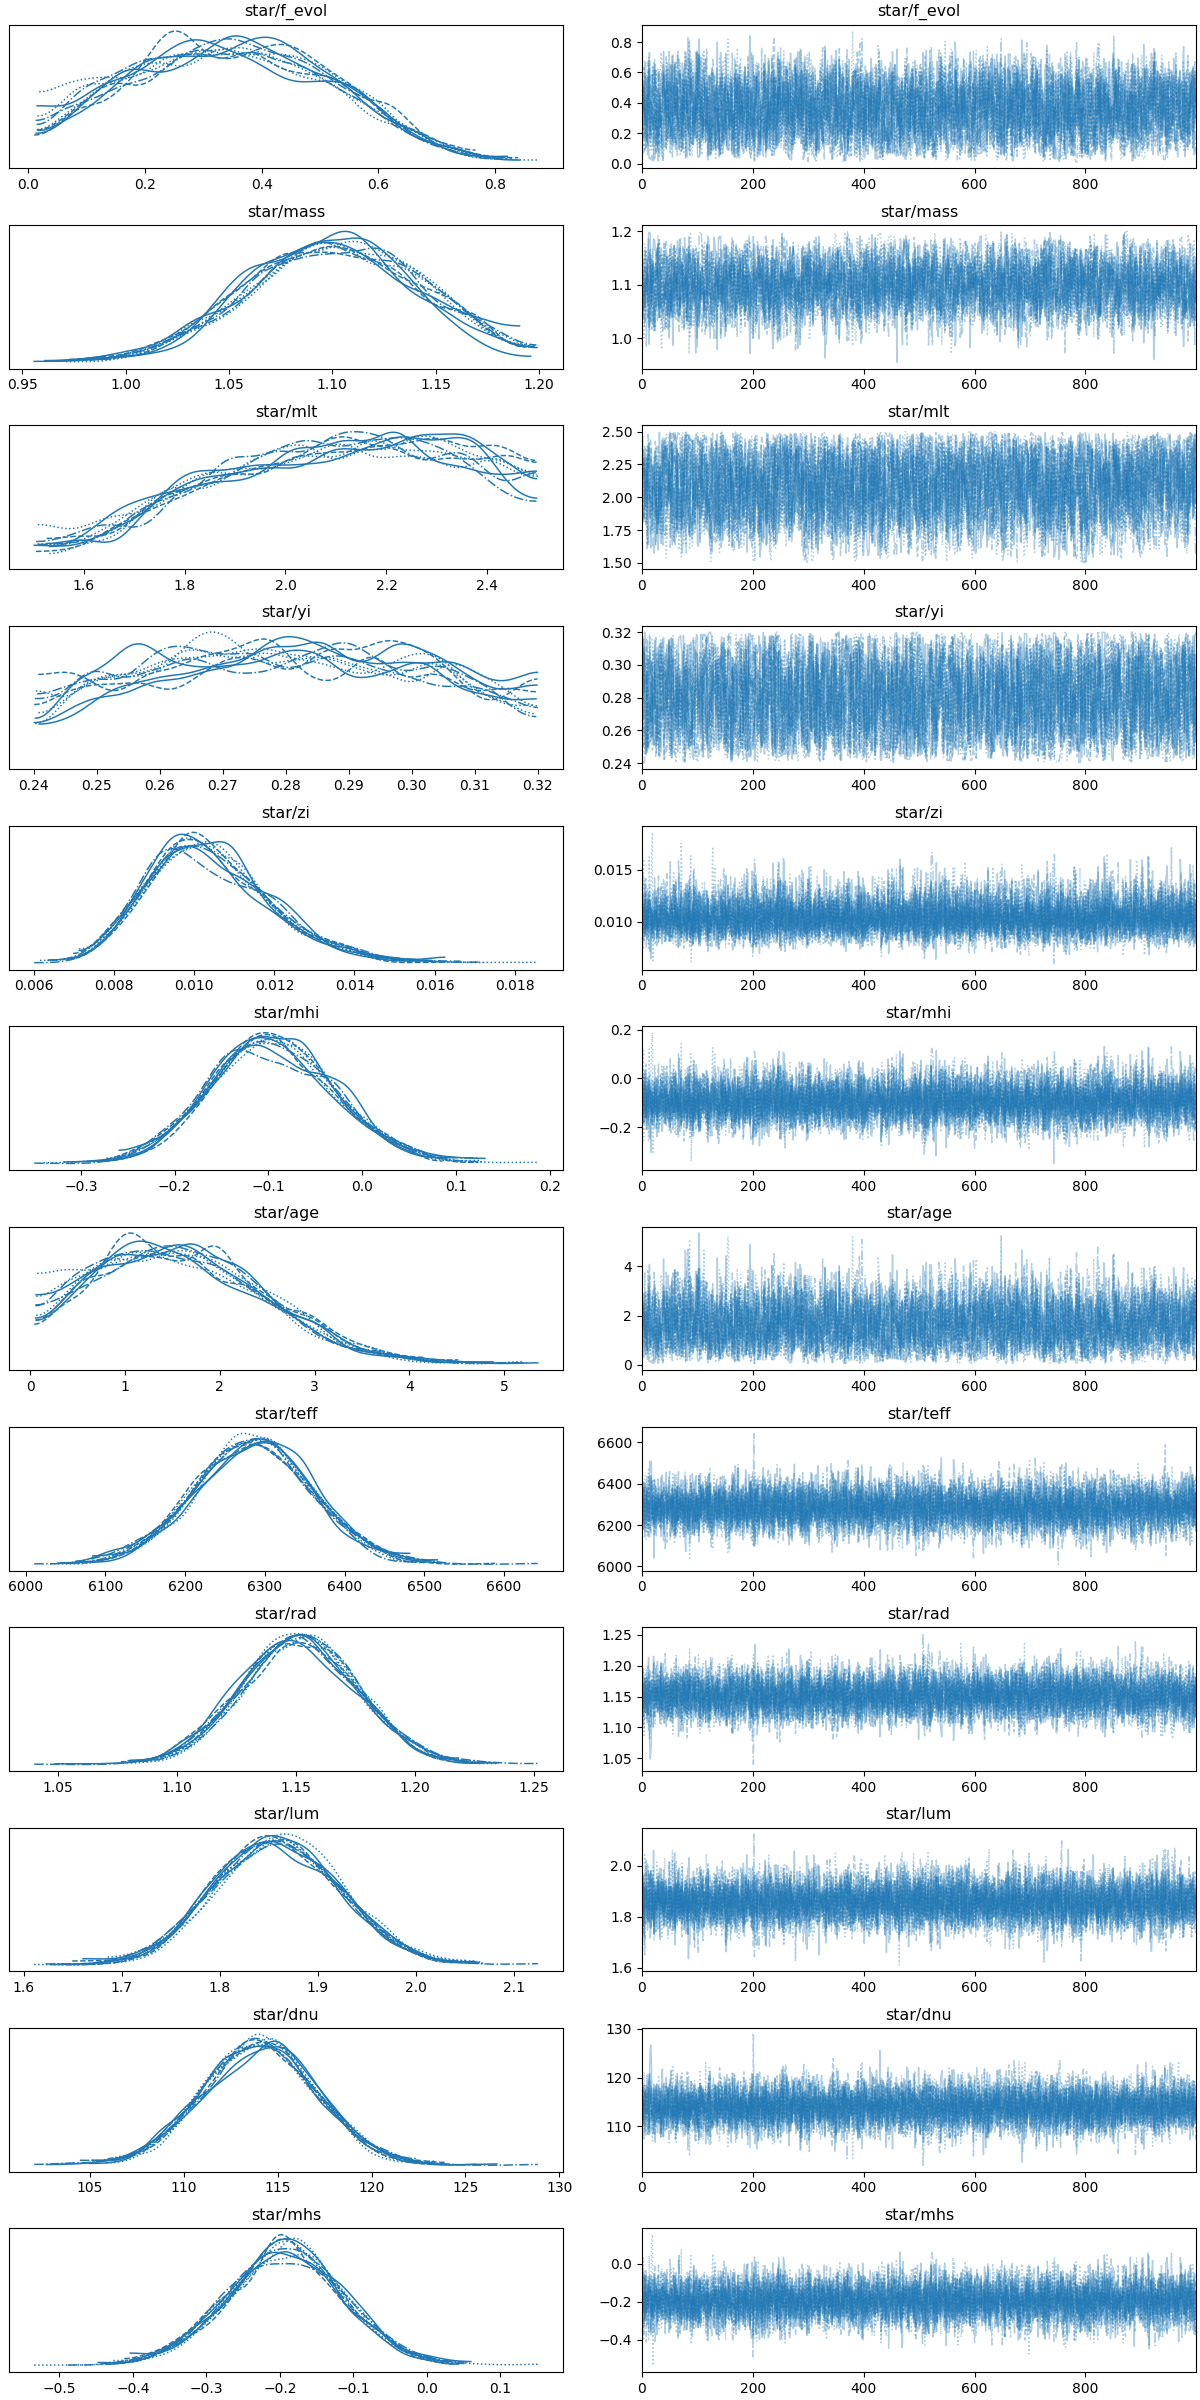 star/f_evol star/f_evol
0.8
0.6
0.4
0.2
0.0
0.0 0.2 0.4 0.6 0.8 0 200 400 600 800
star/mass star/mass
1.2
1.1
1.0
0.95 1.00 1.05 1.10 1.15 1.20 0 200 400 600 800
star/mlt star/mlt
2.50
2.25
2.00
1.75
1.50
1.6 1.8 2.0 2.2 2.4 0 200 400 600 800
star/yi star/yi
0.32
0.30
0.28
0.26
0.24
0.24 0.25 0.26 0.27 0.28 0.29 0.30 0.31 0.32 0 200 400 600 800
star/zi star/zi
0.015
0.010
0.006 0.008 0.010 0.012 0.014 0.016 0.018 0 200 400 600 800
star/mhi star/mhi
0.2
0.0
−0.2
−0.3 −0.2 −0.1 0.0 0.1 0.2 0 200 400 600 800
star/age star/age
4
2
0
0 1 2 3 4 5 0 200 400 600 800
star/teff star/teff
6600
6400
6200
6000
6000 6100 6200 6300 6400 6500 6600 0 200 400 600 800
star/rad star/rad
1.25
1.20
1.15
1.10
1.05
1.05 1.10 1.15 1.20 1.25 0 200 400 600 800
star/lum star/lum
2.0
1.8
1.6
1.6 1.7 1.8 1.9 2.0 2.1 0 200 400 600 800
star/dnu star/dnu
130
120
110
105 110 115 120 125 130 0 200 400 600 800
star/mhs star/mhs
0.0
−0.2
−0.4
−0.5 −0.4 −0.3 −0.2 −0.1 0.0 0.1 0 200 400 600 800